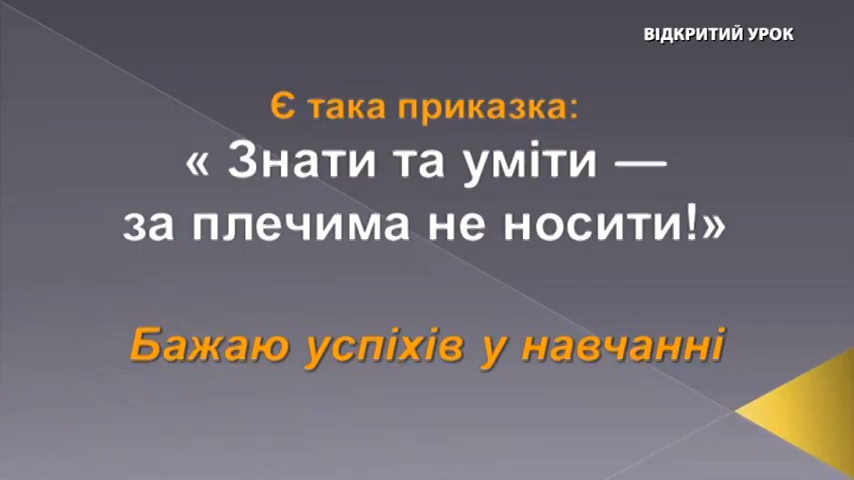 ВІДКРИТИЙ УРОК
Є така приказка:
« Знати та уміти —
за плечима не носити!»
Бажаю успіхів у навчанні